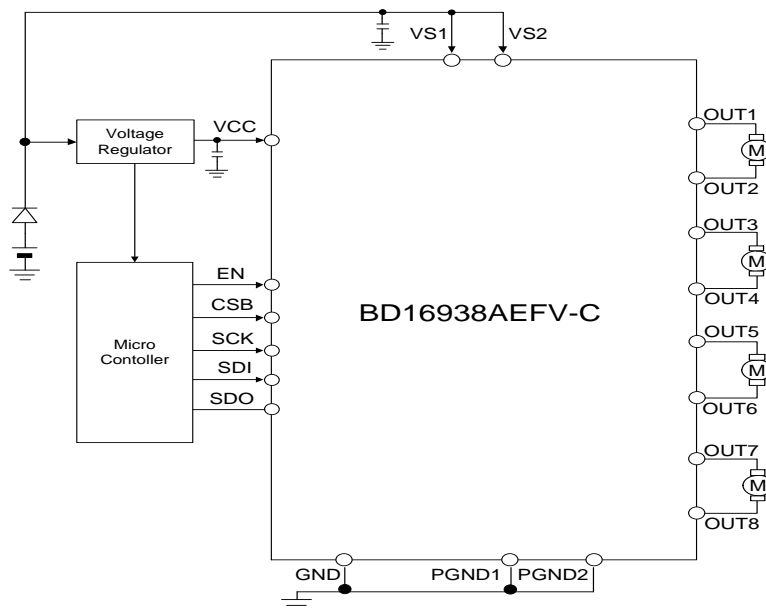 VS1 VS2
Voltage
Regulator
VCC
OUT1
M
OUT2
OUT3
M
OUT4
EN
CSB
SCK
SDI
SDO
Micro
Contoller
BD16938AEFV-C
OUT5
M
OUT6
OUT7
M
OUT8
GND PGND1 PGND2